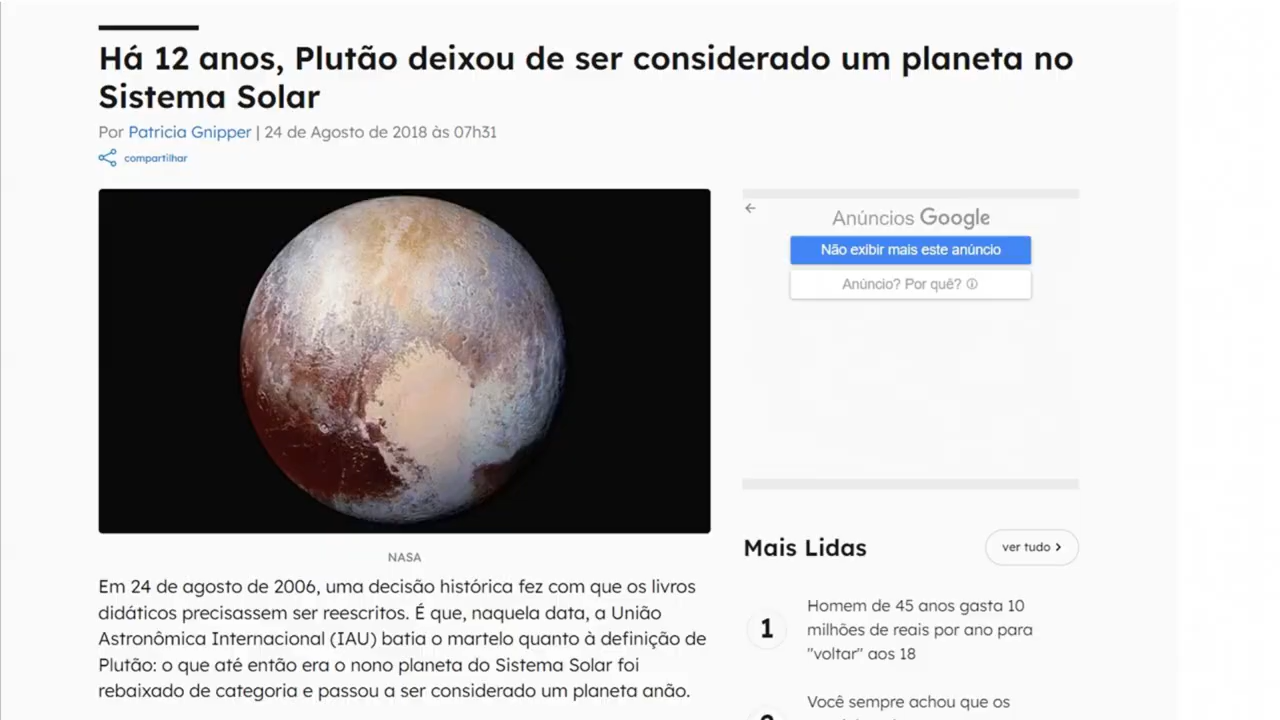 Há 12 anos, Plutão deixou de ser considerado um planeta no
Sistema Solar
Por Patricia Gnipper | 24 de Agosto de 2018 às 07h31
compartilhar
Anúncios Google
Não exibir mais este anúncio
Anúncio? Por quê?
NASA
Em 24 de agosto de 2006, uma decisão histórica fez com que os livros
didáticos precisassem ser reescritos. É que, naquela data, a União
Astronômica Internacional (IAU) batia o martelo quanto à definição de
Plutão: o que até então era o nono planeta do Sistema Solar foi
rebaixado de categoria e passou a ser considerado um planeta anão.
Mais Lidas
ver tudo
1
Homem de 45 anos gasta 10
milhões de reais por ano para
"voltar" aos 18
Você sempre achou que os